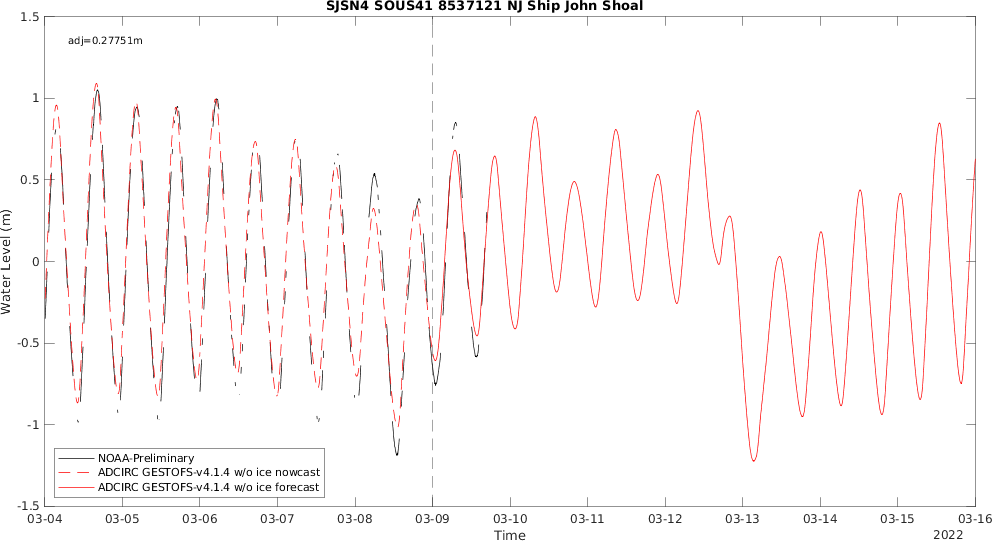 SJSN4 SOUS41 8537121 NJ Ship John Shoal
adj=0.27751m
1.5
1
0.5
0
-0.5
-1
-1.5
Water Level (m)
NOAA-Preliminary
ADCIRC GESTOFS-v4.1.4 w/o ice nowcast
ADCIRC GESTOFS-v4.1.4 w/o ice forecast
03-04 03-05 03-06 03-07 03-08 03-09 03-10 03-11 03-12 03-13 03-14 03-15 03-16
Time
2022